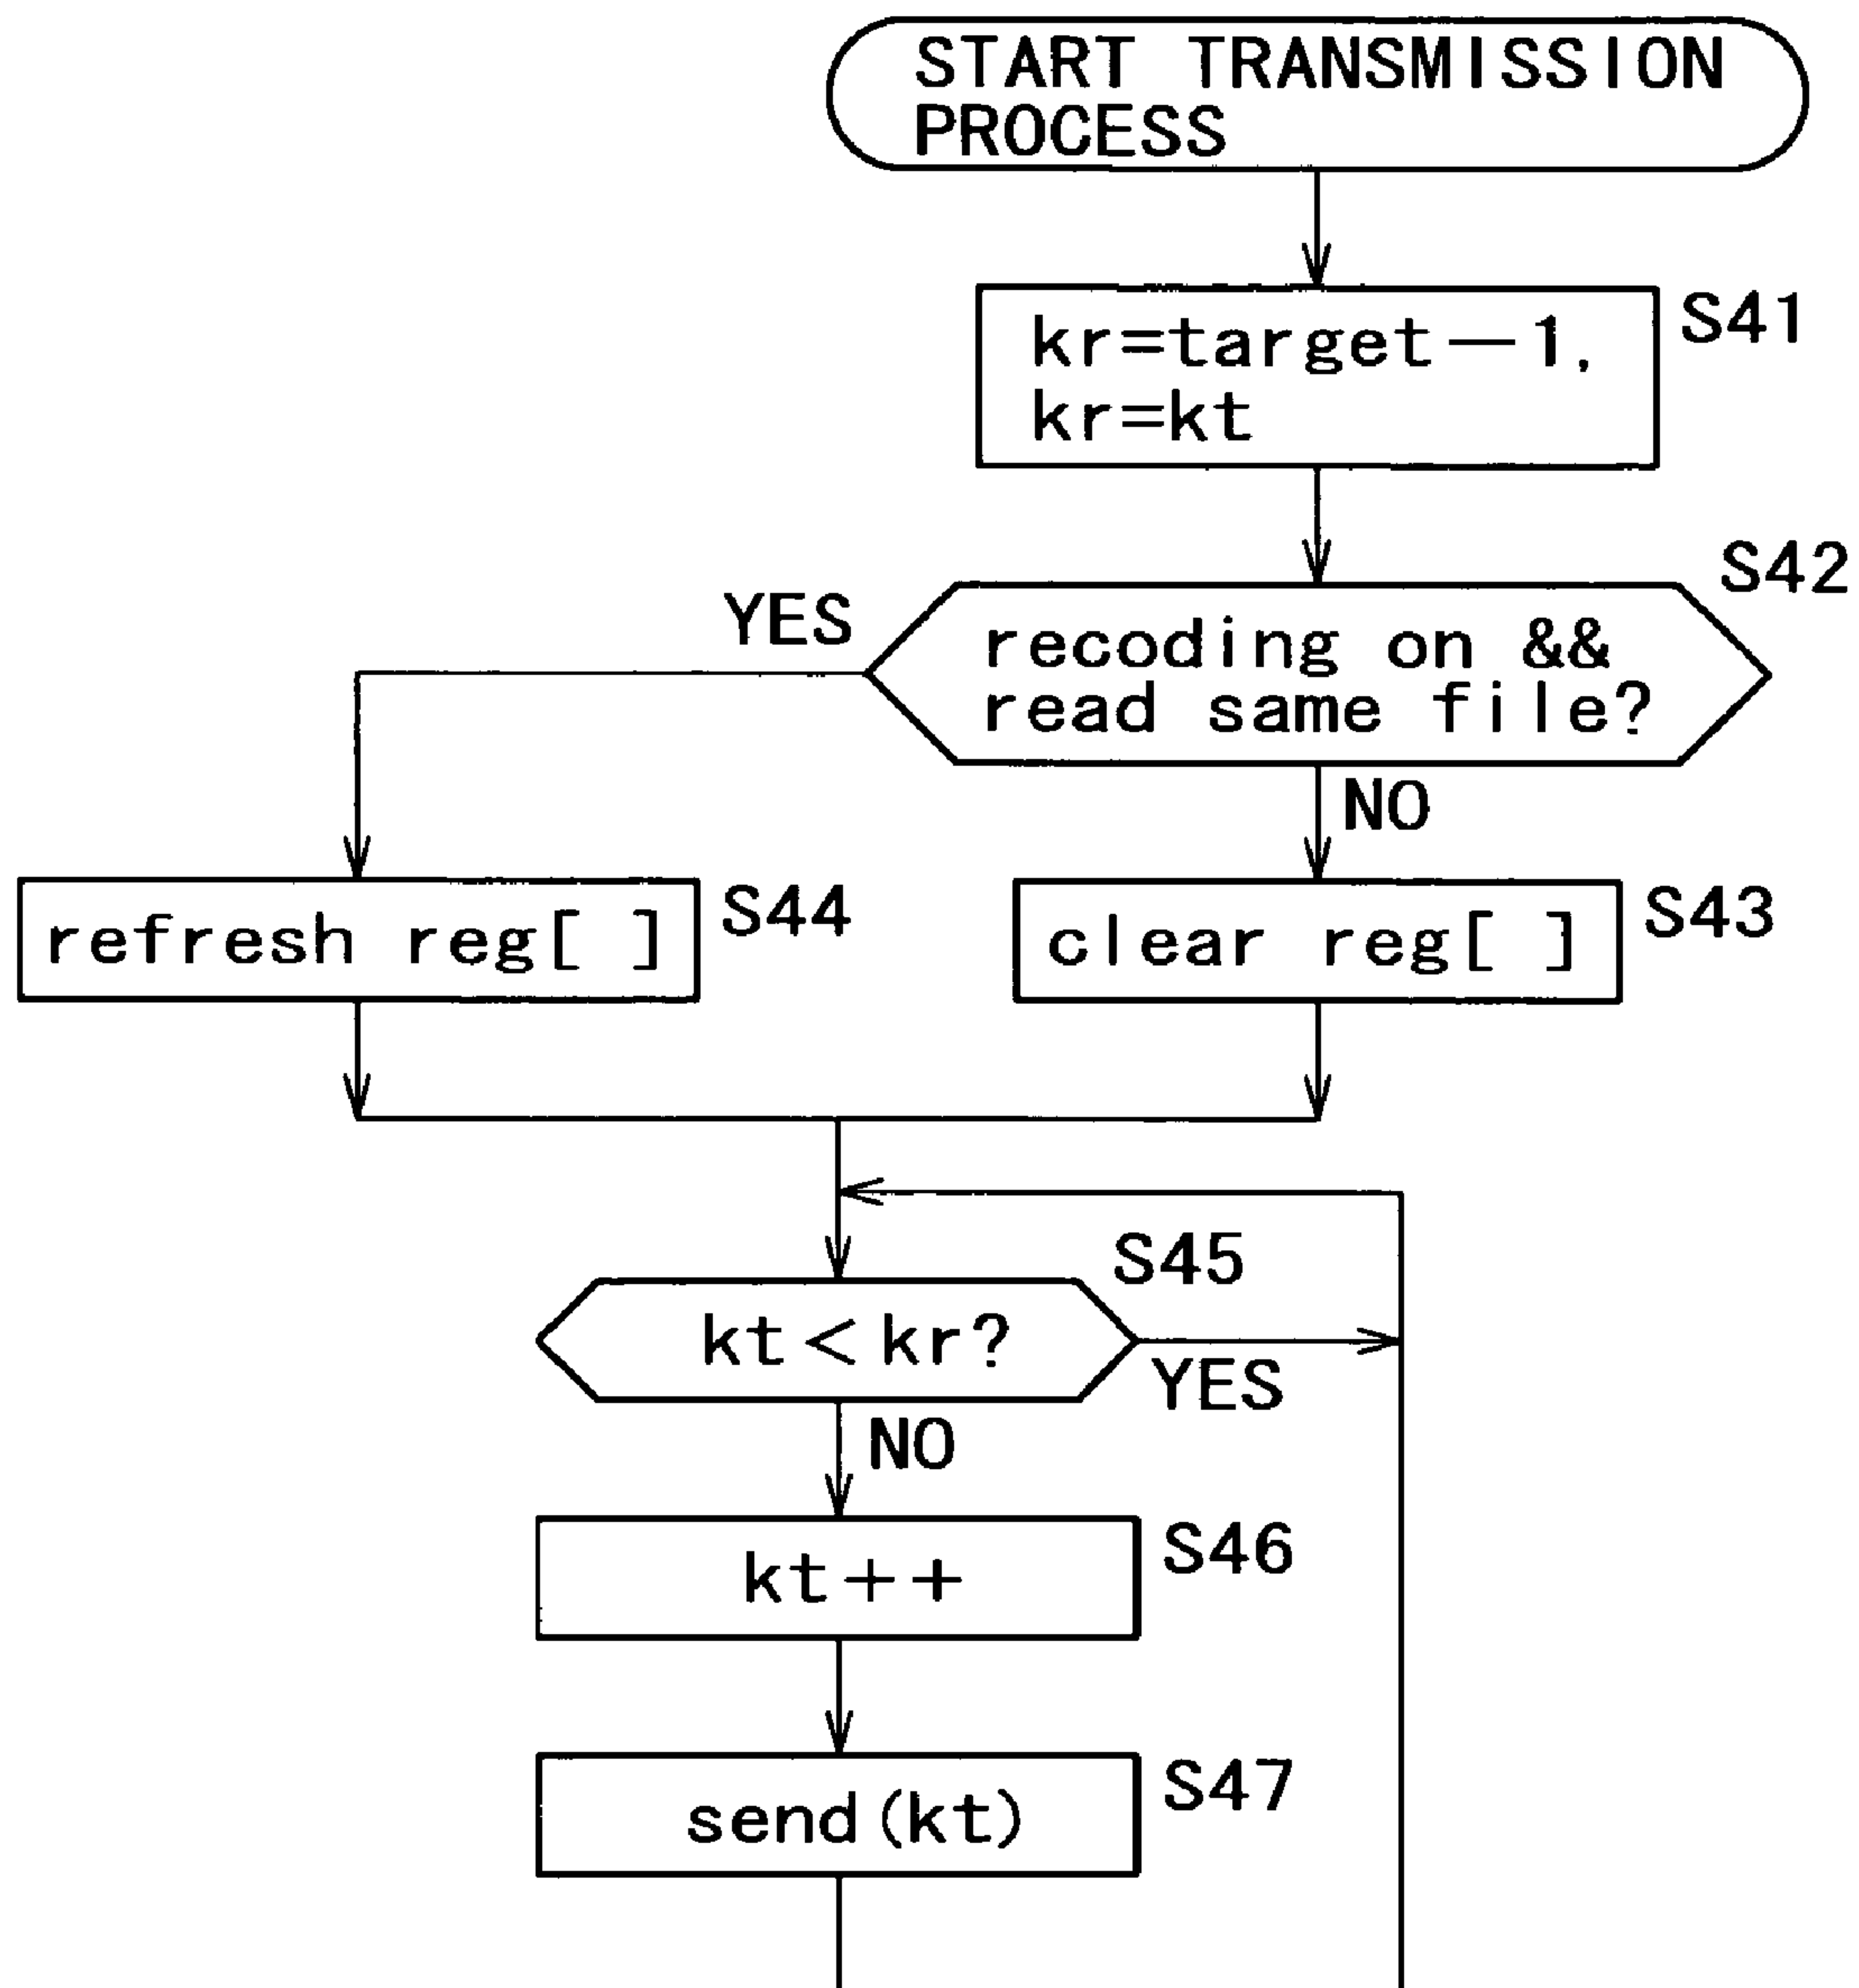 START TRANSMISSION
PROCESS
S41
kr=target-1,
kr=kt
S42
YES
recoding on &&
read same file?
NO
S44
refresh reg[ ]
S43
clear reg[ ]
S45
kt<kr?
YES
NO
S46
kt++
S47
send(kt)